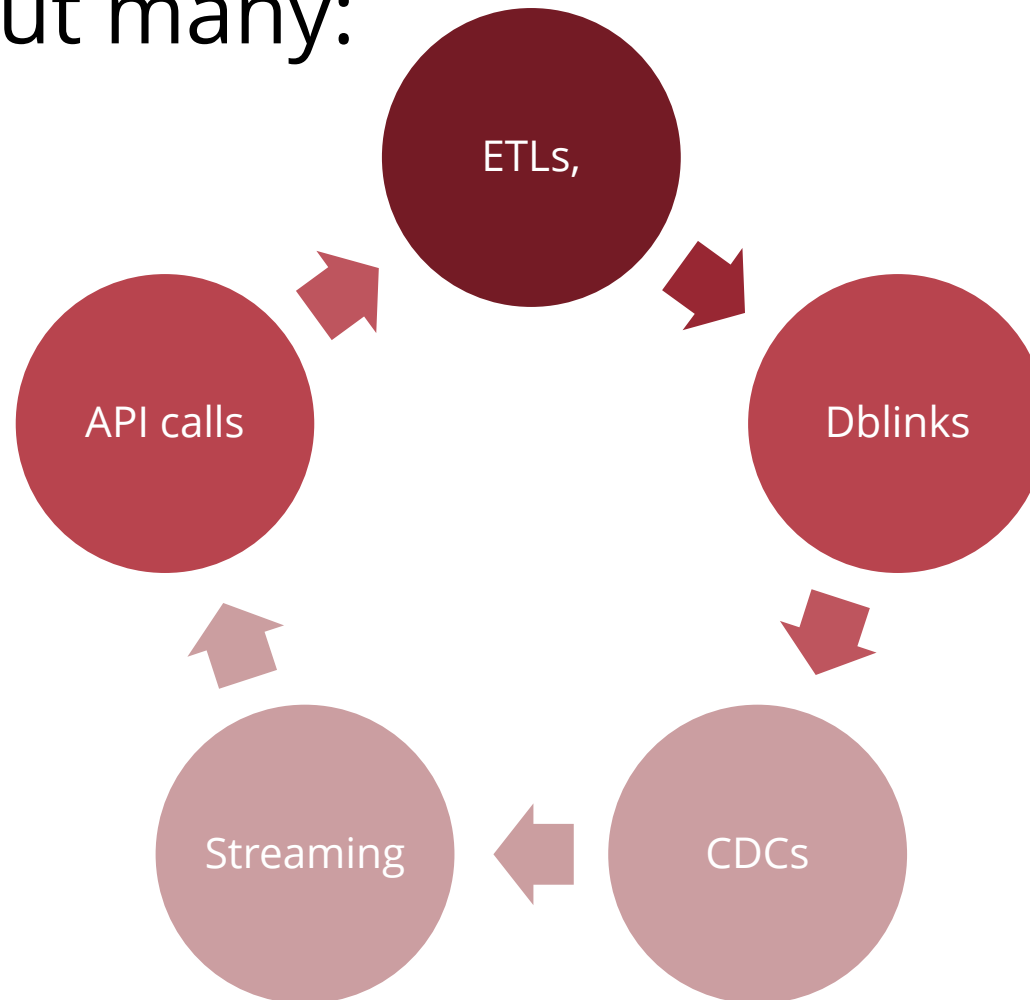 ut many:
ETLs,
Dblinks
CDCs
Streaming
API calls